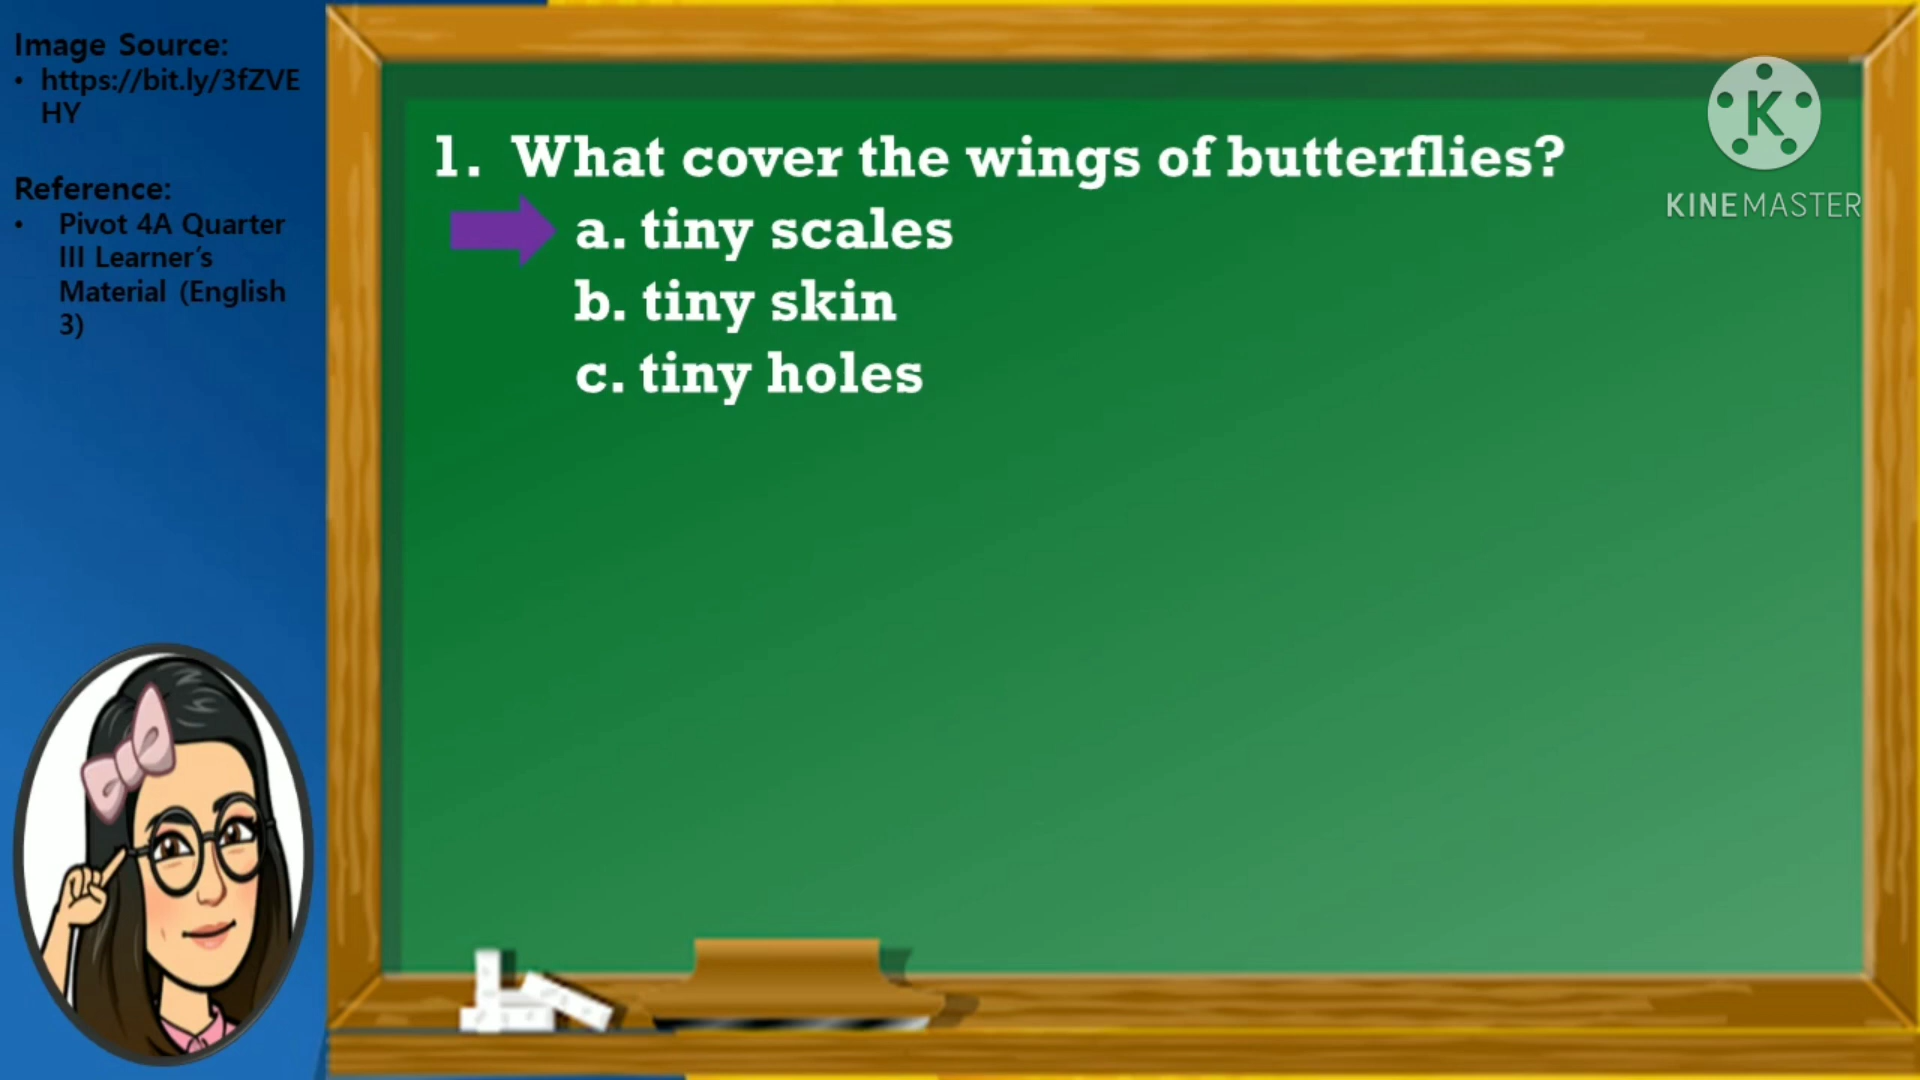 Image Source:
• https://bit.ly/3fZVE
HY
Reference:
• Pivot 4A Quarter
III Learner's
Material (English
3)
1. What cover the wings of butterflies?
a. tiny scales
b. tiny skin
c. tiny holes
K
KINEMASTER